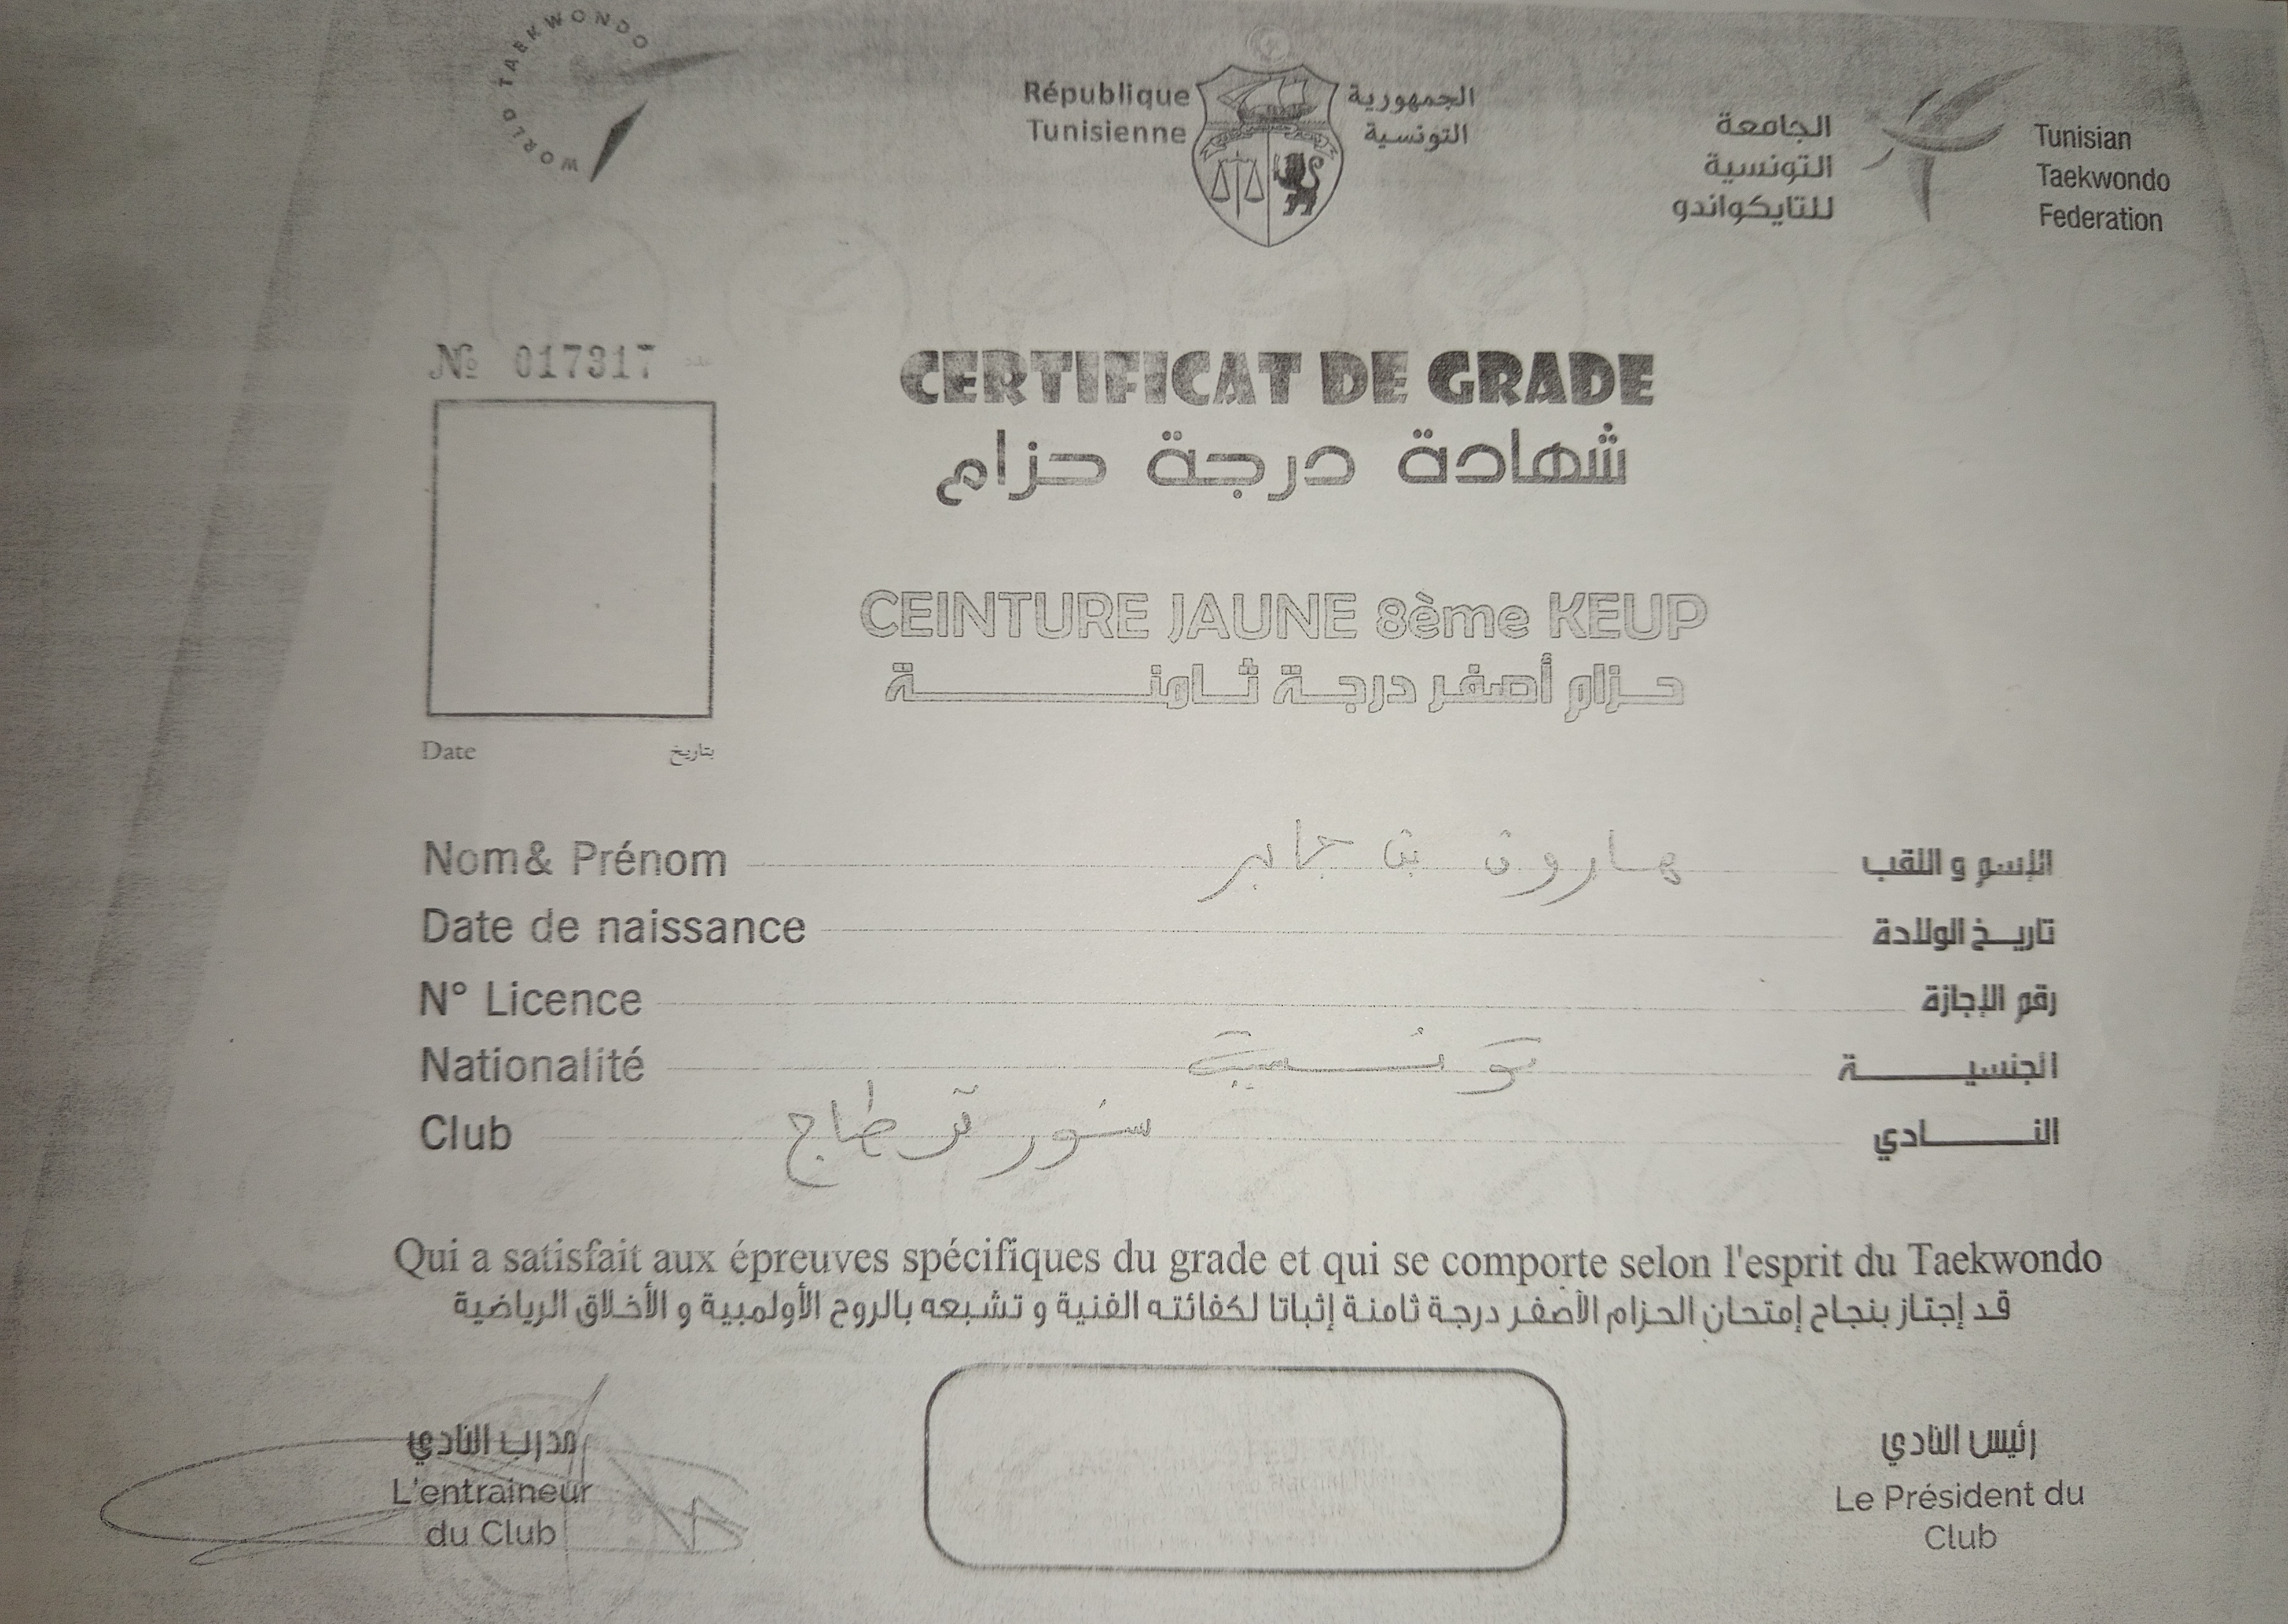 WORLD TAEKWONDO
République
Tunisienne
الجمهورية
التونسية
الجامعة
التونسية
للتايكواندو
Tunisian
Taekwondo
Federation
№ 017317
CERTIFICAT DE GRADE
شهادة درجة حزام
CEINTURE JAUNE 8ème KEUP
حزام أصفر درجة ثامنة
Date بتاريخ
Nom& Prénom هارون بن جابر الإسم و اللقب
Date de naissance تاريخ الولادة
N° Licence رقم الإجازة
Nationalité تونسية الجنسية
Club سنور قرطاج النادي
Qui a satisfait aux épreuves spécifiques du grade et qui se comporte selon l'esprit du Taekwondo
قد إجتاز بنجاح إمتحان الحزام الأصفر درجة ثامنة إثباتا لكفائته الفنية و تشبعه بالروح الأولمبية و الأخلاق الرياضية
مدرب النادي
L'entraineur
du Club
رئيس النادي
Le Président du
Club